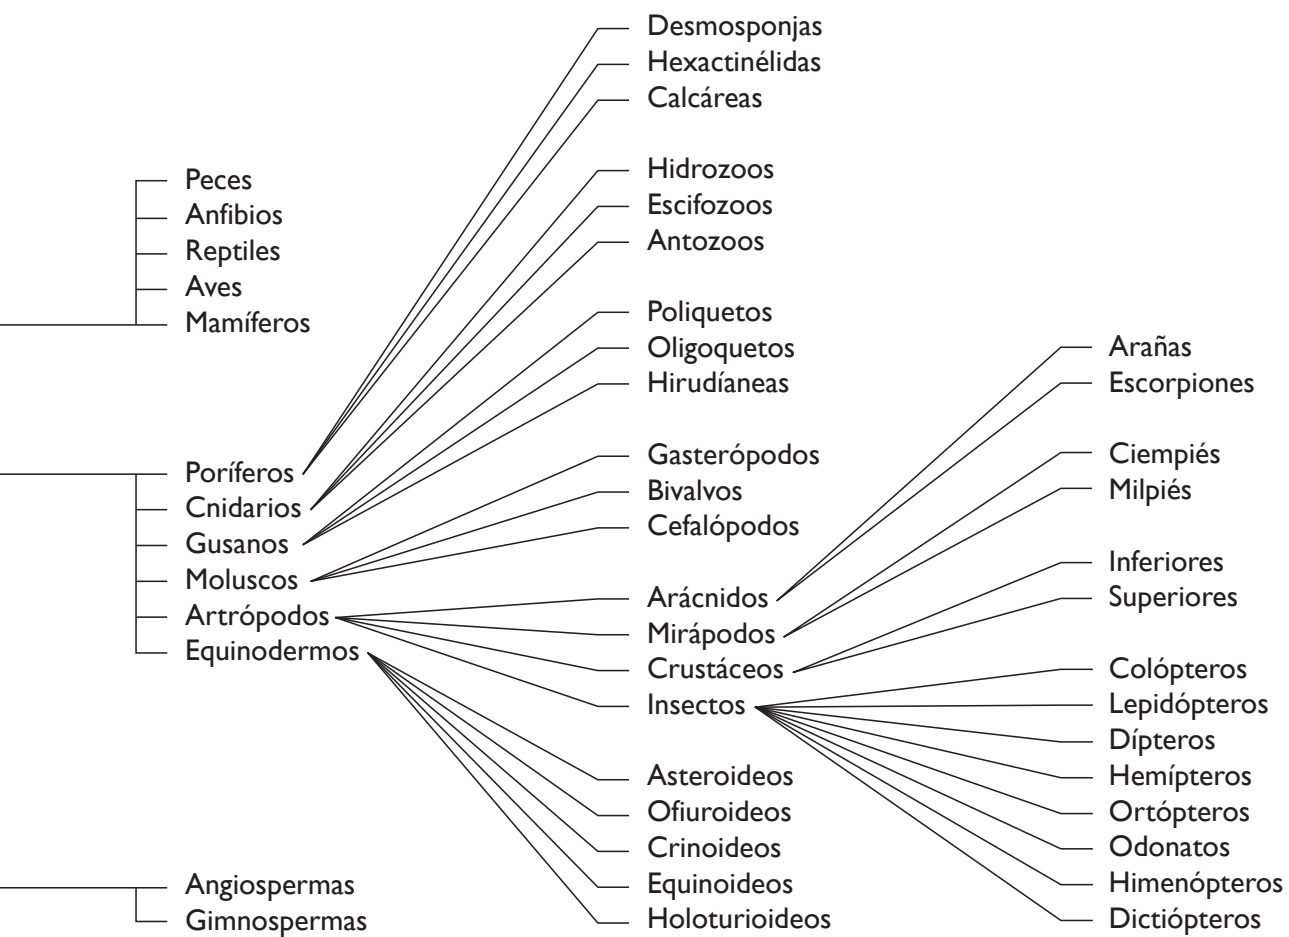 Peces
Anfibios
Reptiles
Aves
Mamíferos
Poríferos
Cnidarios
Gusanos
Moluscos
Artrópodos
Equinodermos
Angiospermas
Gimnospermas
Desmosponjas
Hexactinélidas
Calcáreas
Hidrozoos
Escifozoos
Antozoos
Poliquetos
Oligoquetos
Hirudíaneas
Gasterópodos
Bivalvos
Cefalópodos
Arácnidos
Mirápodos
Crustáceos
Insectos
Asteroideos
Ofiuroideos
Crinoideos
Equinoideos
Holoturioideos
Arañas
Escorpiones
Ciempiés
Milpiés
Inferiores
Superiores
Colópteros
Lepidópteros
Dípteros
Hemípteros
Ortópteros
Odonatos
Himenópteros
Dictiópteros